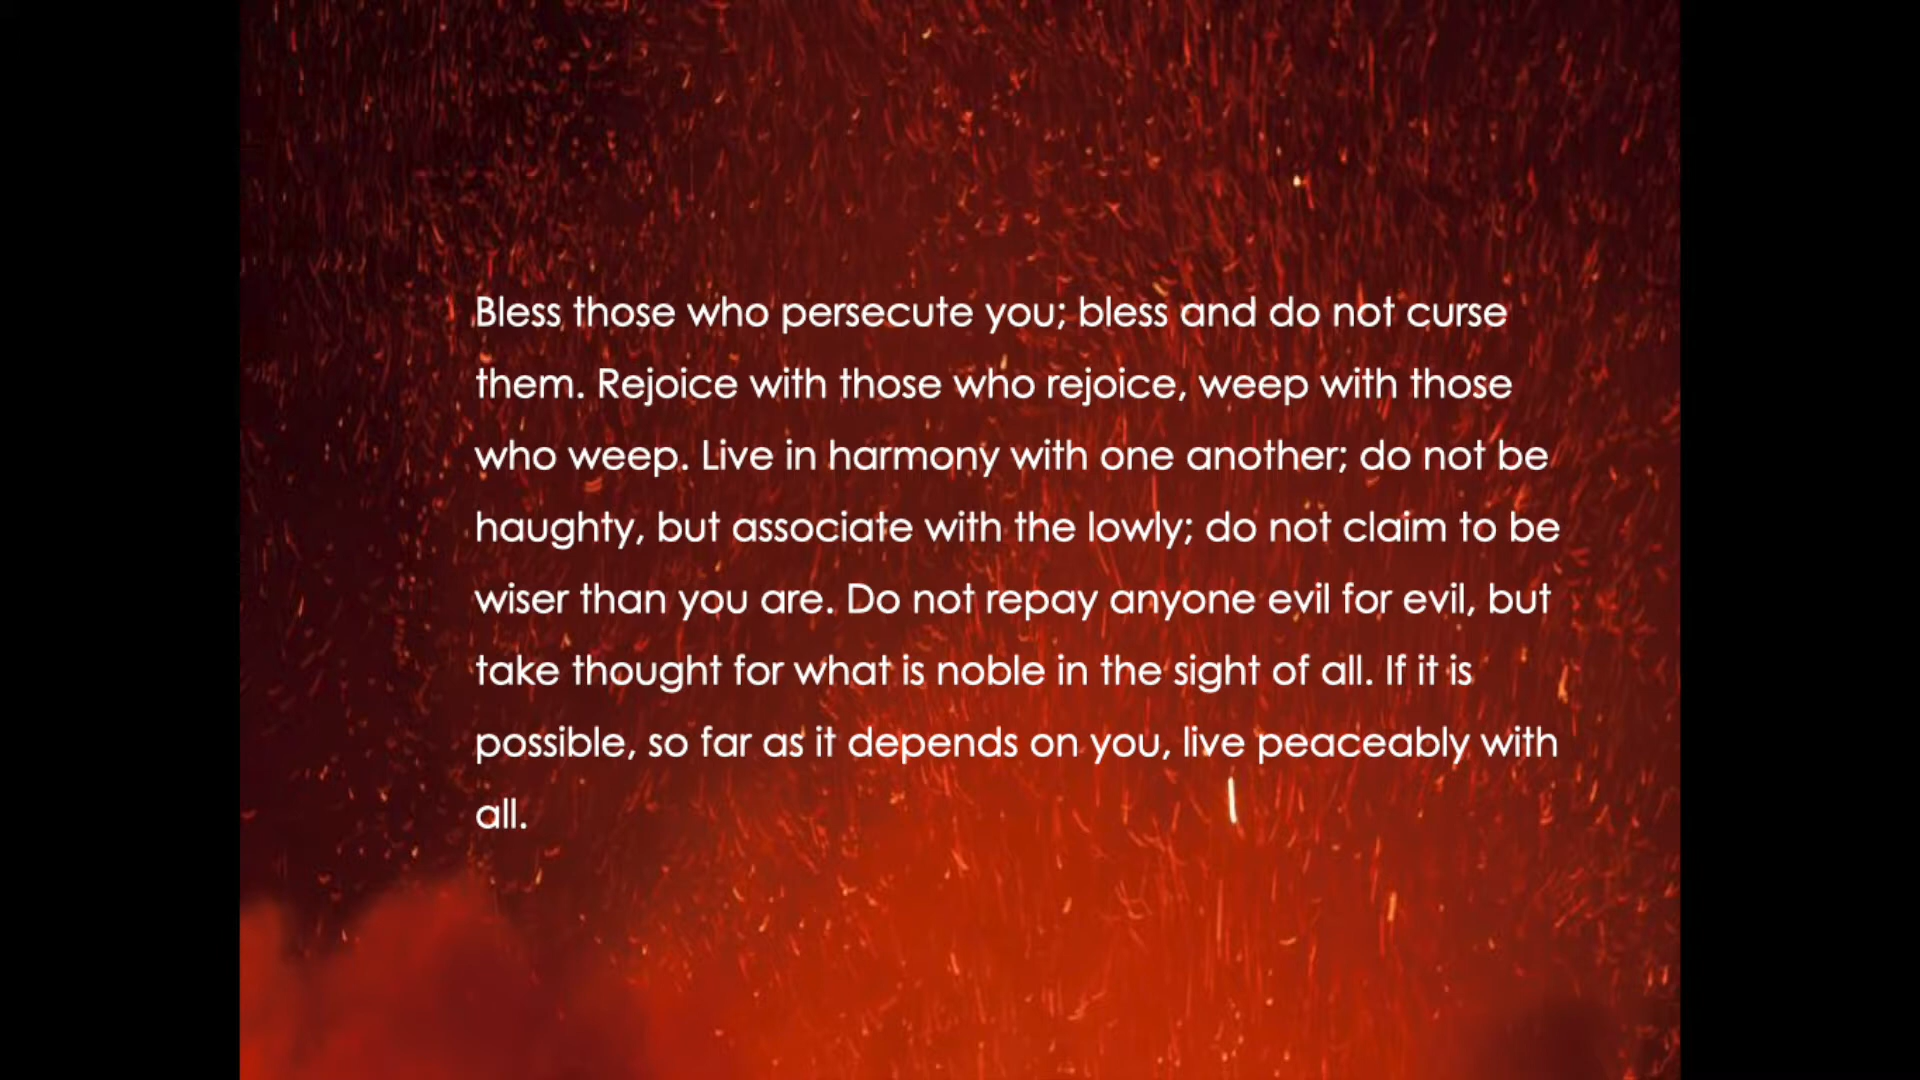 Bless those who persecute you; bless and do not curse
them. Rejoice with those who rejoice, weep with those
who weep. Live in harmony with one another; do not be
haughty, but associate with the lowly; do not claim to be
wiser than you are. Do not repay anyone evil for evil, but
take thought for what is noble in the sight of all. If it is
possible, so far as it depends on you, live peaceably with
all.